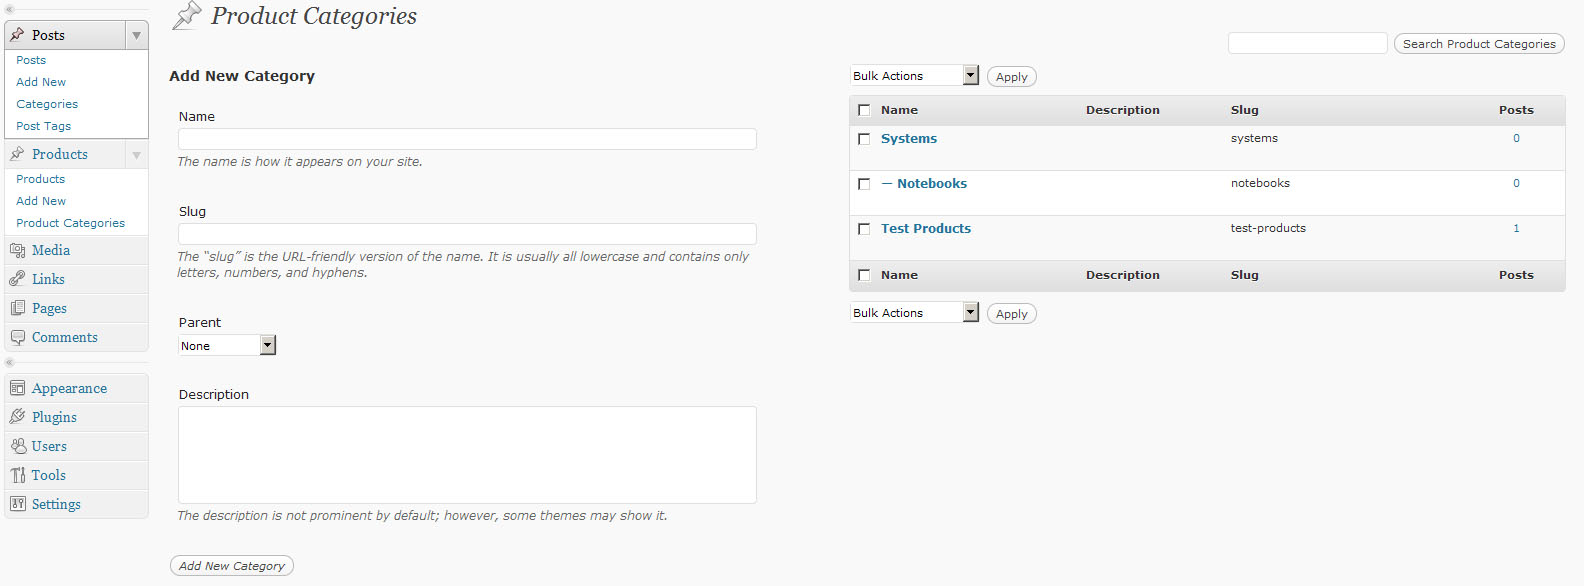 Posts
Posts
Add New
Categories
Post Tags
Products
Products
Add New
Product Categories
Media
Links
Pages
Comments
Appearance
Plugins
Users
Tools
Settings
Product Categories
Search Product Categories
Add New Category
Name
The name is how it appears on your site.
Slug
The “slug” is the URL-friendly version of the name. It is usually all lowercase and contains only
letters, numbers, and hyphens.
Parent
None
Description
The description is not prominent by default; however, some themes may show it.
Add New Category
Bulk Actions Apply
Name Description Slug Posts
Systems systems 0
— Notebooks notebooks 0
Test Products test-products 1
Name Description Slug Posts
Bulk Actions Apply